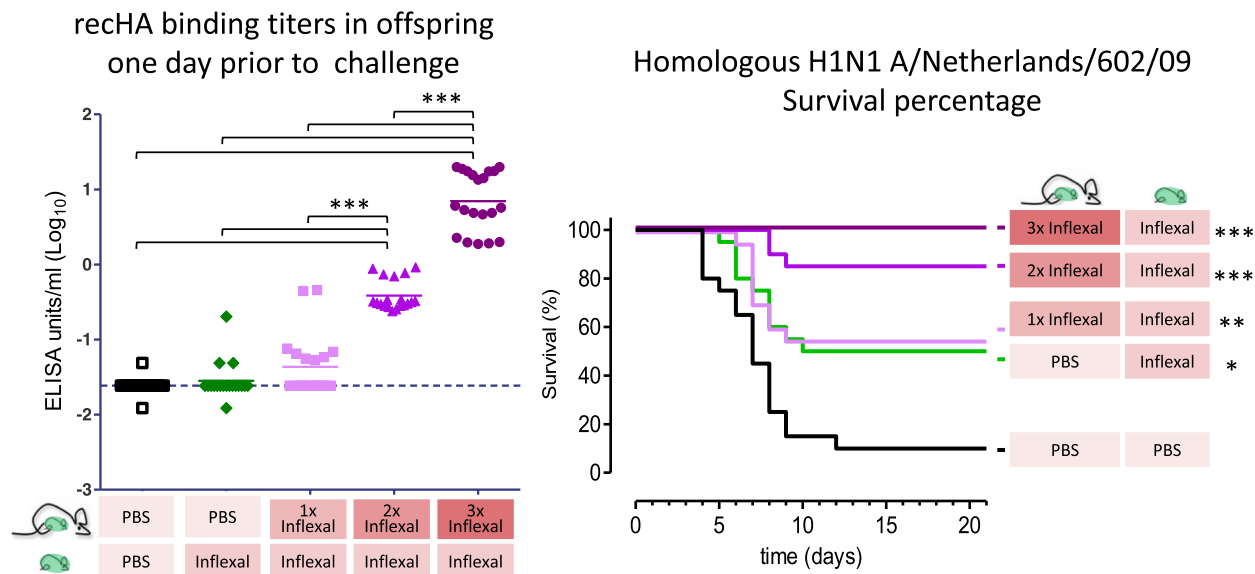 recHA binding titers in offspring
one day prior to challenge
ELISA units/ml (Log10)
2
1
0
-1
-2
-3
***
***
PBS PBS 1x Inflexal 2x Inflexal 3x Inflexal
PBS Inflexal Inflexal Inflexal Inflexal
Homologous H1N1 A/Netherlands/602/09
Survival percentage
Survival (%)
100
80
60
40
20
0
0 5 10 15 20
time (days)
3x Inflexal Inflexal ***
2x Inflexal Inflexal ***
1x Inflexal Inflexal **
PBS Inflexal *
PBS PBS